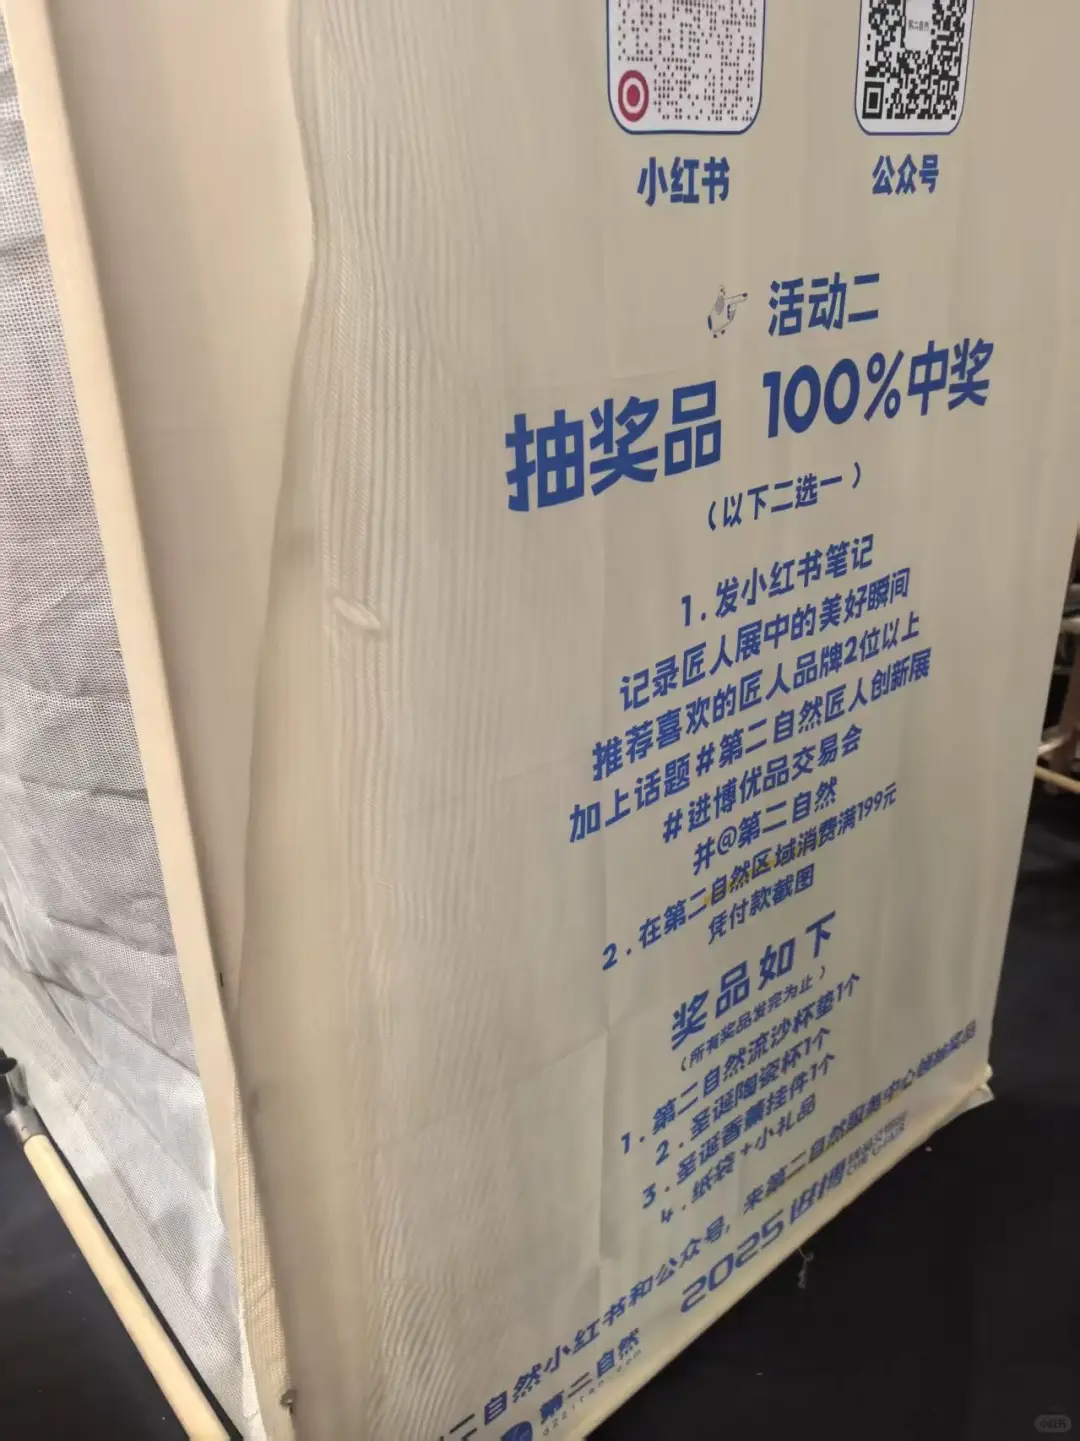 第二自然
小红书 公众号
活动二
抽奖品 100%中奖
（以下二选一）
1.发小红书笔记
记录匠人展中的美好瞬间
推荐喜欢的匠人品牌2位以上
加上话题#第二自然匠人创新展
#进博优品交易会
并@第二自然
2.在第二自然区域消费满199元
凭付款截图
奖品如下
（所有奖品发完为止）
1.第二自然流沙杯垫1个
2.圣诞陶瓷杯1个
3.圣诞香薰挂件1个
4.纸袋+小礼品
二自然小红书和公众号，来第二自然服务中心领抽奖品
第二自然
2025进博
小红书